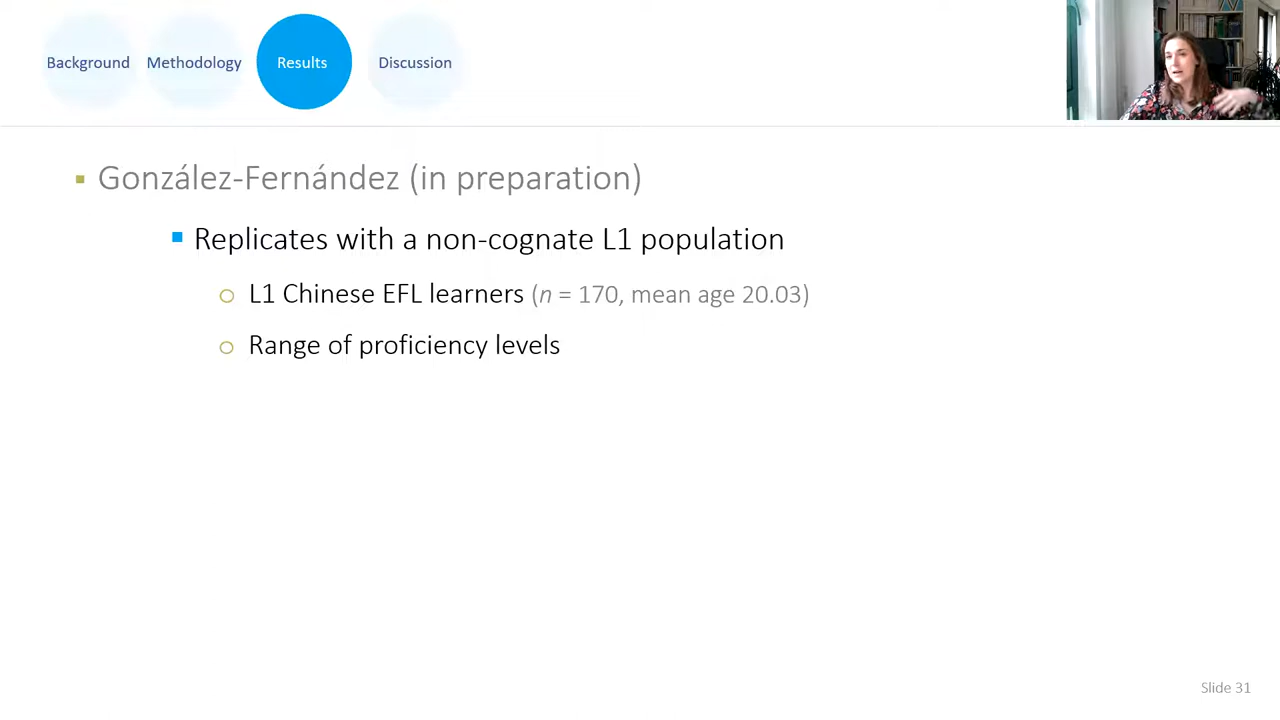 Background Methodology Results Discussion
González-Fernández (in preparation)
Replicates with a non-cognate L1 population
L1 Chinese EFL learners (n = 170, mean age 20.03)
Range of proficiency levels
Slide 31